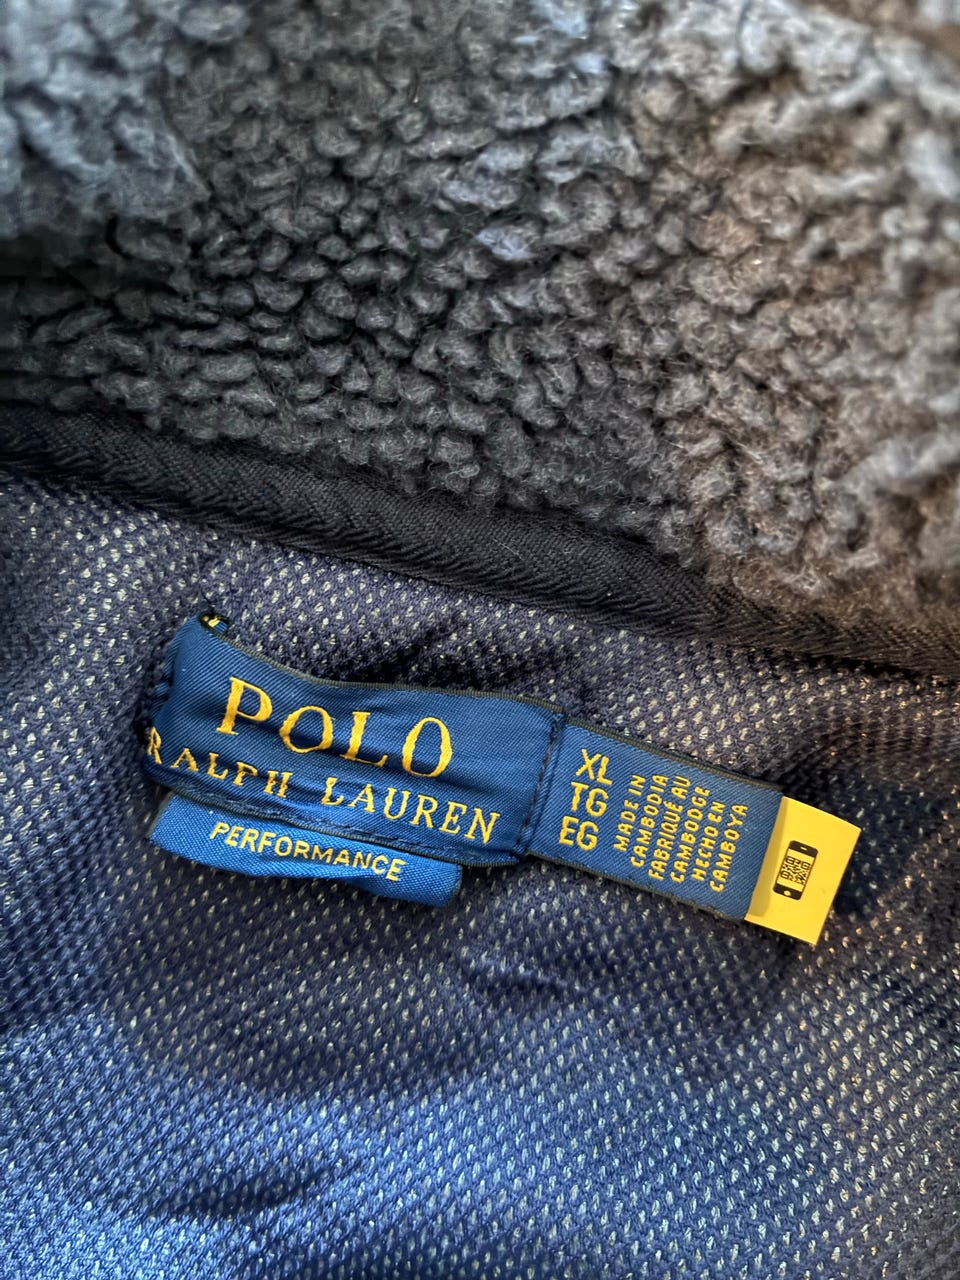 POLO
RALPH LAUREN
PERFORMANCE
XL
TG
EG
MADE IN
CAMBODIA
FABRIQUÉ AU
CAMBODGE
HECHO EN
CAMBOYA